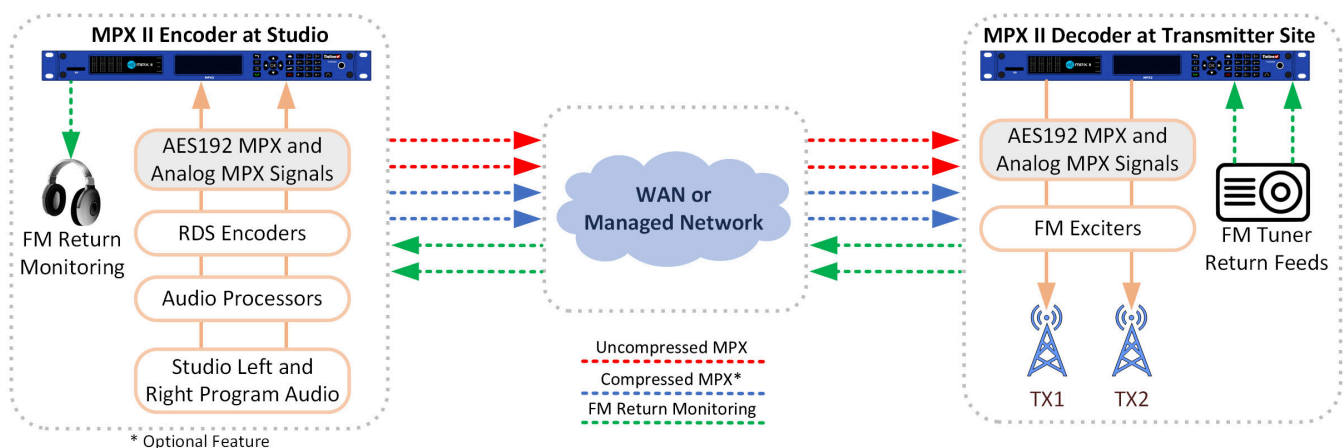 MPX II Encoder at Studio
AES192 MPX and
Analog MPX Signals
RDS Encoders
Audio Processors
Studio Left and
Right Program Audio
FM Return
Monitoring
* Optional Feature
WAN or
Managed Network
Uncompressed MPX
Compressed MPX*
FM Return Monitoring
MPX II Decoder at Transmitter Site
AES192 MPX and
Analog MPX Signals
FM Exciters
TX1
TX2
FM Tuner
Return Feeds